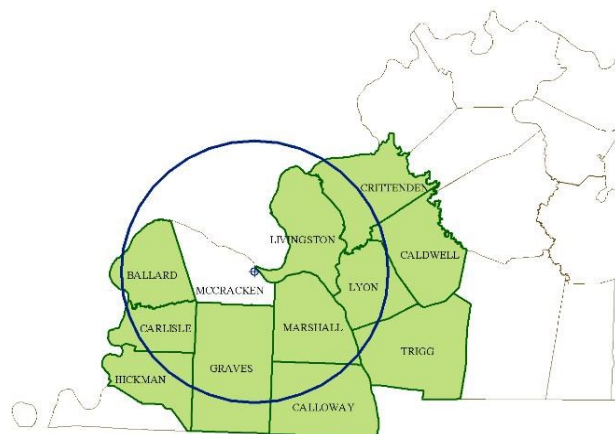 CRITTENDEN
LIVINGSTON
CALDWELL
BALLARD
MCCRACKEN
LYON
CARLISLE
MARSHALL
TRIGG
GRAVES
HICKMAN
CALLOWAY